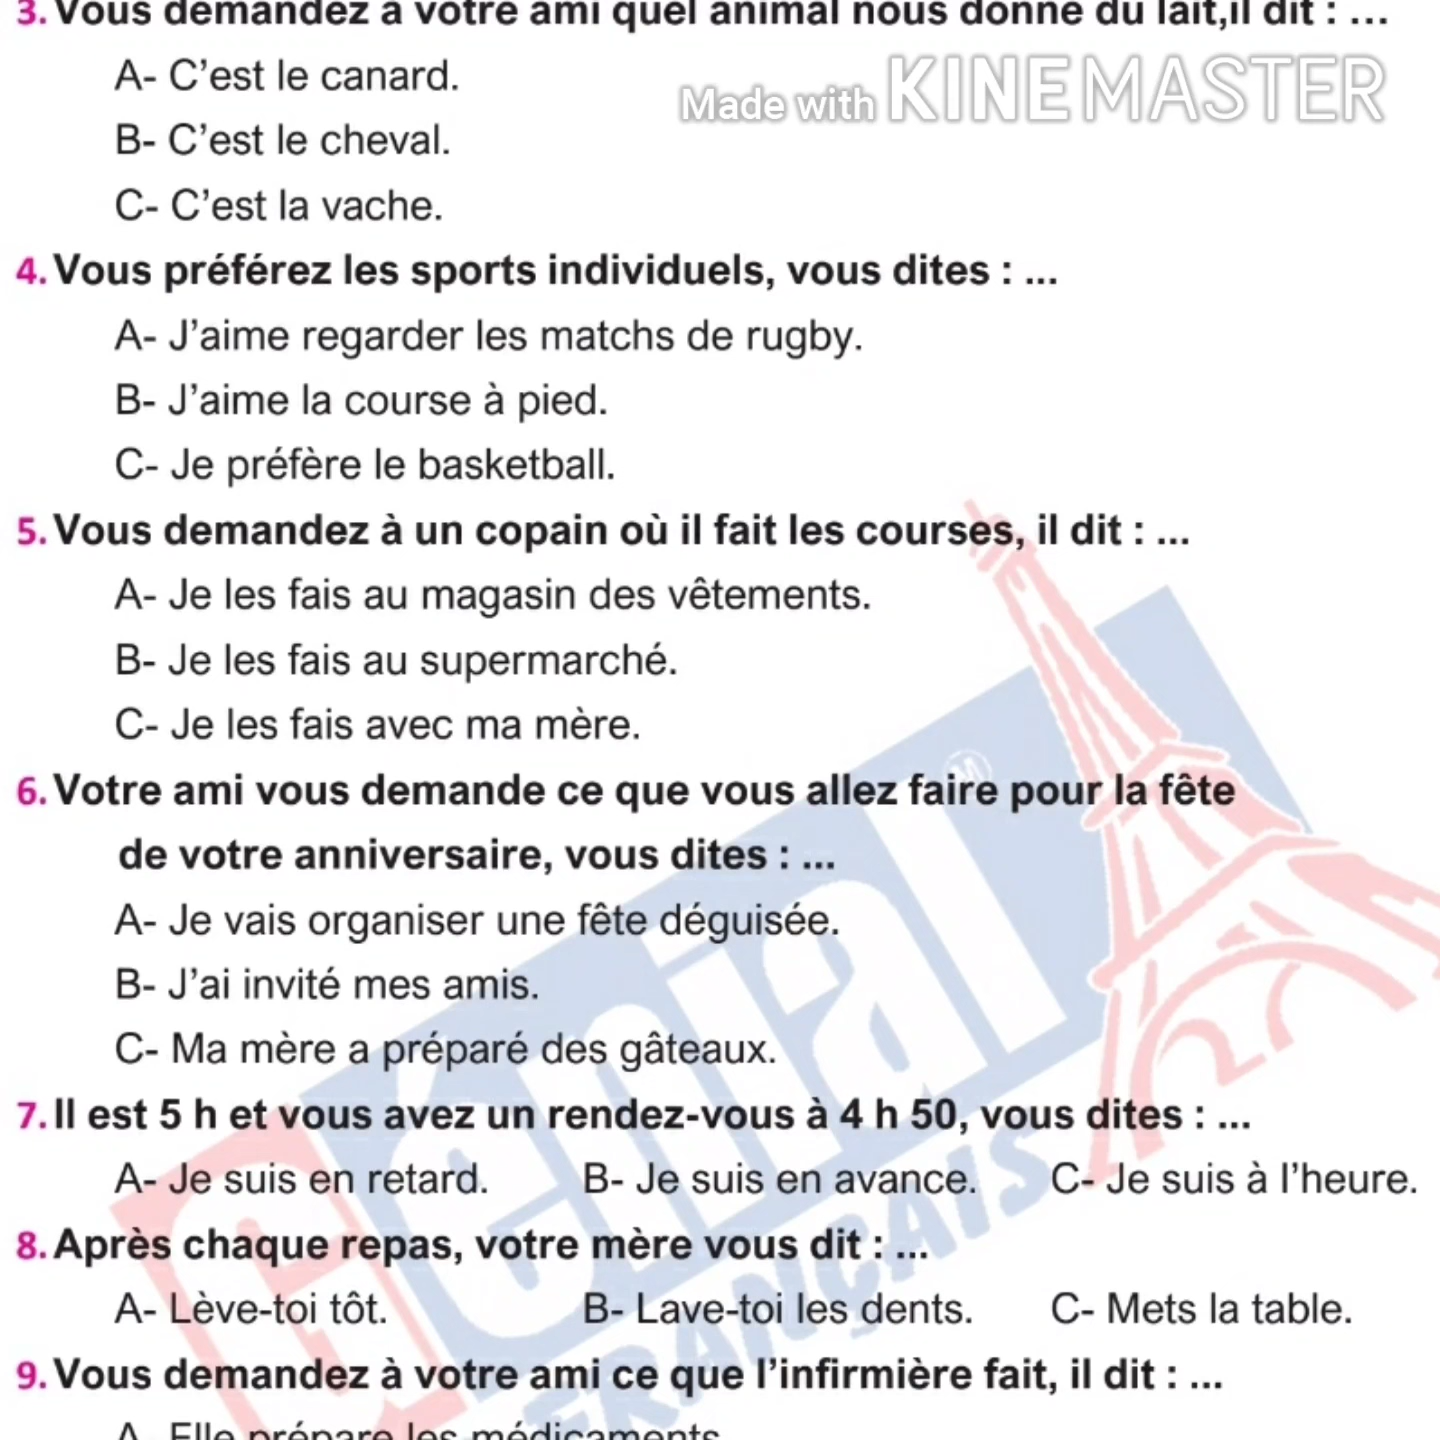 3. Vous demandez à votre ami quel animal nous donne du lait,il dit : ...
A- C'est le canard.
Made with KINEMASTER
B- C'est le cheval.
C- C'est la vache.
4. Vous préférez les sports individuels, vous dites : ...
A- J'aime regarder les matchs de rugby.
B- J'aime la course à pied.
C- Je préfère le basketball.
5. Vous demandez à un copain où il fait les courses, il dit : ...
A- Je les fais au magasin des vêtements.
B- Je les fais au supermarché.
C- Je les fais avec ma mère.
6. Votre ami vous demande ce que vous allez faire pour la fête
de votre anniversaire, vous dites : ...
A- Je vais organiser une fête déguisée.
B- J'ai invité mes amis.
C- Ma mère a préparé des gâteaux.
7. Il est 5 h et vous avez un rendez-vous à 4 h 50, vous dites : ...
A- Je suis en retard. B- Je suis en avance. C- Je suis à l'heure.
8. Après chaque repas, votre mère vous dit : ...
A- Lève-toi tôt. B- Lave-toi les dents. C- Mets la table.
9. Vous demandez à votre ami ce que l'infirmière fait, il dit : ...
A- Elle prépare les médicaments
Genial
FRANÇAIS